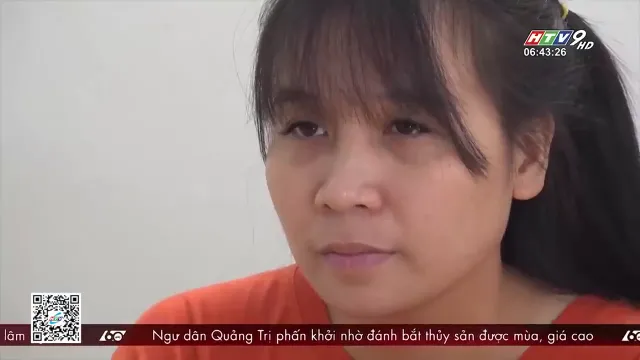 HTV9 HD
06:43:26
lâm 60 Ngư dân Quảng Trị phấn khởi nhờ đánh bắt thủy sản được mùa, giá cao